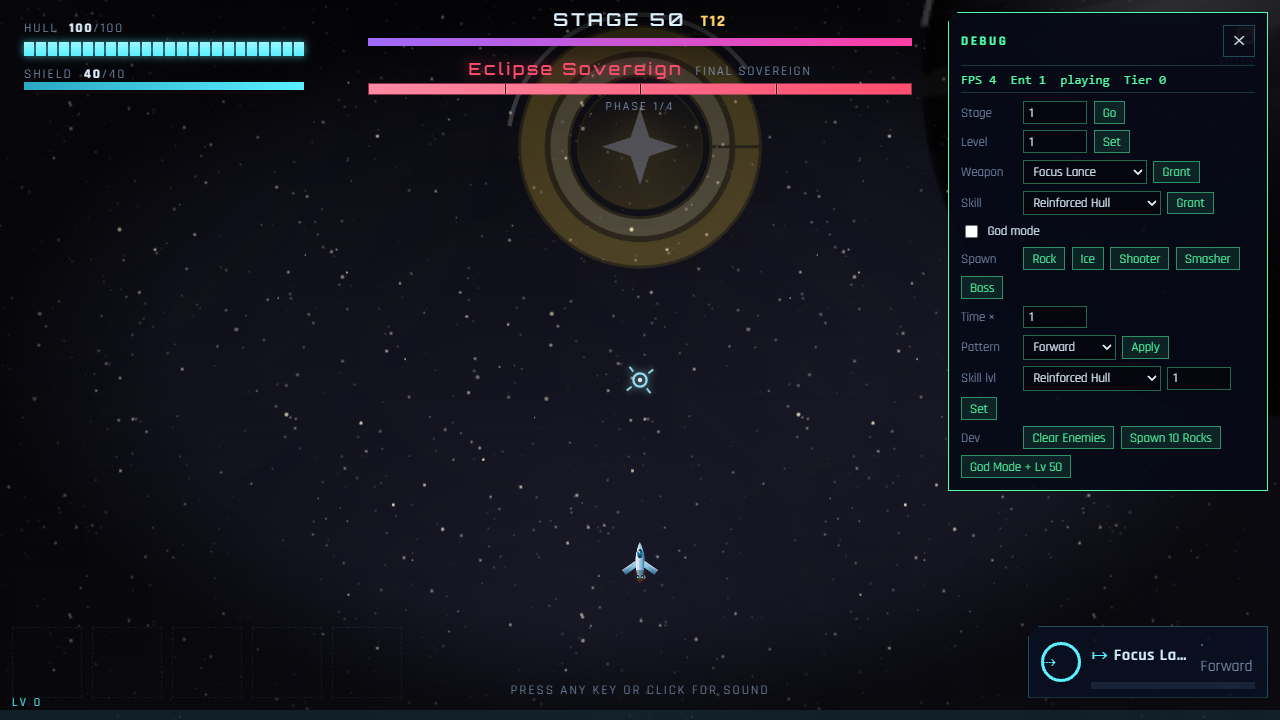 HULL 100/100
SHIELD 40/40
STAGE 50 T12
Eclipse Sovereign FINAL SOVEREIGN
PHASE 1/4
DEBUG
×
FPS 4 Ent 1 playing Tier 0
Stage 1 Go
Level 1 Set
Weapon Focus Lance Grant
Skill Reinforced Hull Grant
God mode
Spawn Rock Ice Shooter Smasher
Boss
Time × 1
Pattern Forward Apply
Skill lvl Reinforced Hull 1
Set
Dev Clear Enemies Spawn 10 Rocks
God Mode + Lv 50
↦ Focus La... · Forward
PRESS ANY KEY OR CLICK FOR SOUND
LV 0